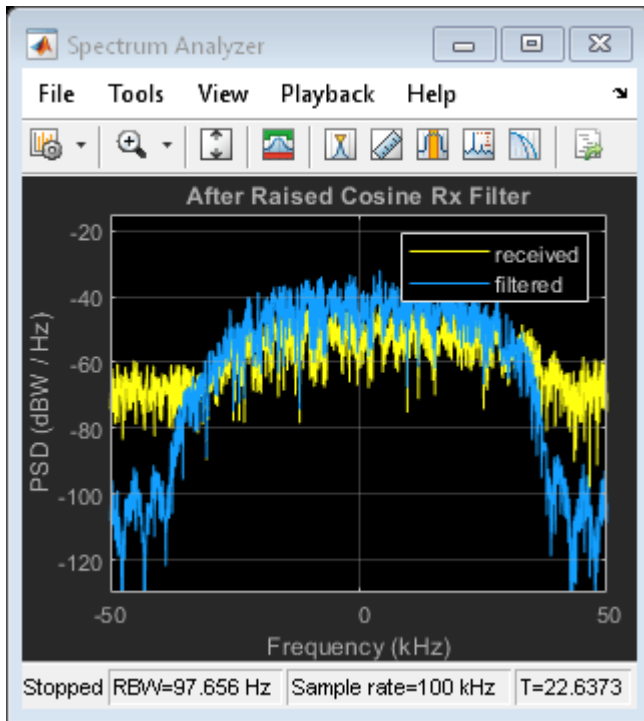 Spectrum Analyzer
File Tools View Playback Help
After Raised Cosine Rx Filter
received
filtered
-20
-40
-60
-80
-100
-120
PSD (dBW / Hz)
-50 0 50
Frequency (kHz)
Stopped RBW=97.656 Hz Sample rate=100 kHz T=22.6373